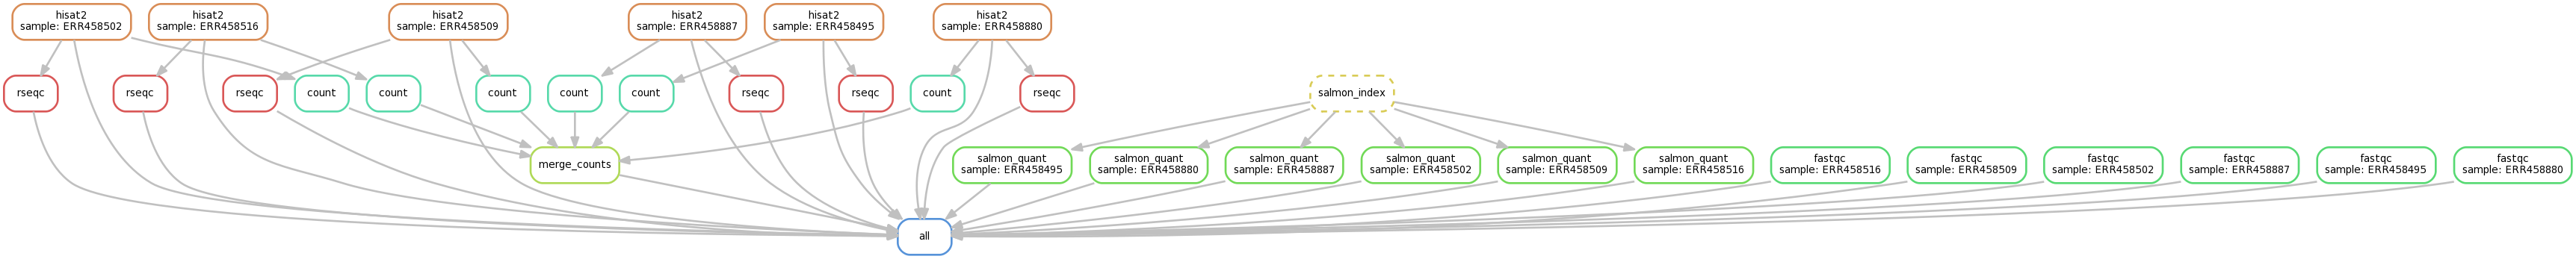 hisat2
sample: ERR458502
hisat2
sample: ERR458516
hisat2
sample: ERR458509
hisat2
sample: ERR458887
hisat2
sample: ERR458495
hisat2
sample: ERR458880
rseqc
rseqc
rseqc
count
count
count
count
count
rseqc
rseqc
count
rseqc
salmon_index
merge_counts
salmon_quant
sample: ERR458495
salmon_quant
sample: ERR458880
salmon_quant
sample: ERR458887
salmon_quant
sample: ERR458502
salmon_quant
sample: ERR458509
salmon_quant
sample: ERR458516
fastqc
sample: ERR458516
fastqc
sample: ERR458509
fastqc
sample: ERR458502
fastqc
sample: ERR458887
fastqc
sample: ERR458495
fastqc
sample: ERR458880
all